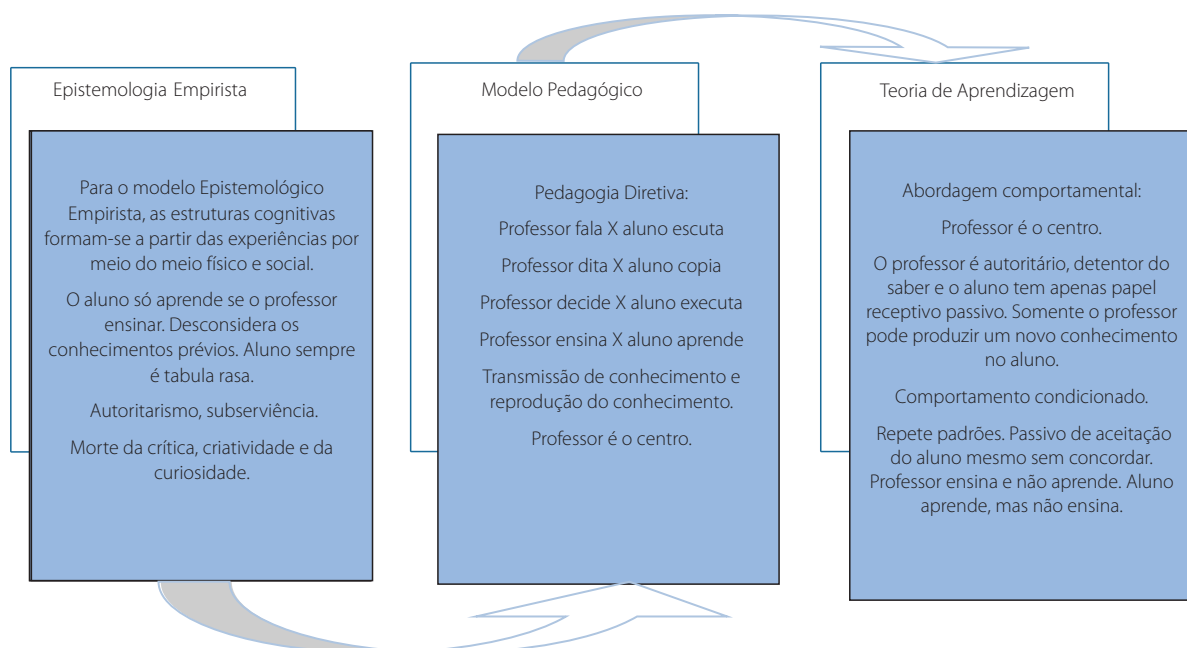 Epistemologia Empirista
Para o modelo Epistemológico
Empirista, as estruturas cognitivas
formam-se a partir das experiências por
meio do meio físico e social.
O aluno só aprende se o professor
ensinar. Desconsidera os
conhecimentos prévios. Aluno sempre
é tabula rasa.
Autoritarismo, subserviência.
Morte da crítica, criatividade e da
curiosidade.
Modelo Pedagógico
Pedagogia Diretiva:
Professor fala X aluno escuta
Professor dita X aluno copia
Professor decide X aluno executa
Professor ensina X aluno aprende
Transmissão de conhecimento e
reprodução do conhecimento.
Professor é o centro.
Teoria de Aprendizagem
Abordagem comportamental:
Professor é o centro.
O professor é autoritário, detentor do
saber e o aluno tem apenas papel
receptivo passivo. Somente o professor
pode produzir um novo conhecimento
no aluno.
Comportamento condicionado.
Repete padrões. Passivo de aceitação
do aluno mesmo sem concordar.
Professor ensina e não aprende. Aluno
aprende, mas não ensina.